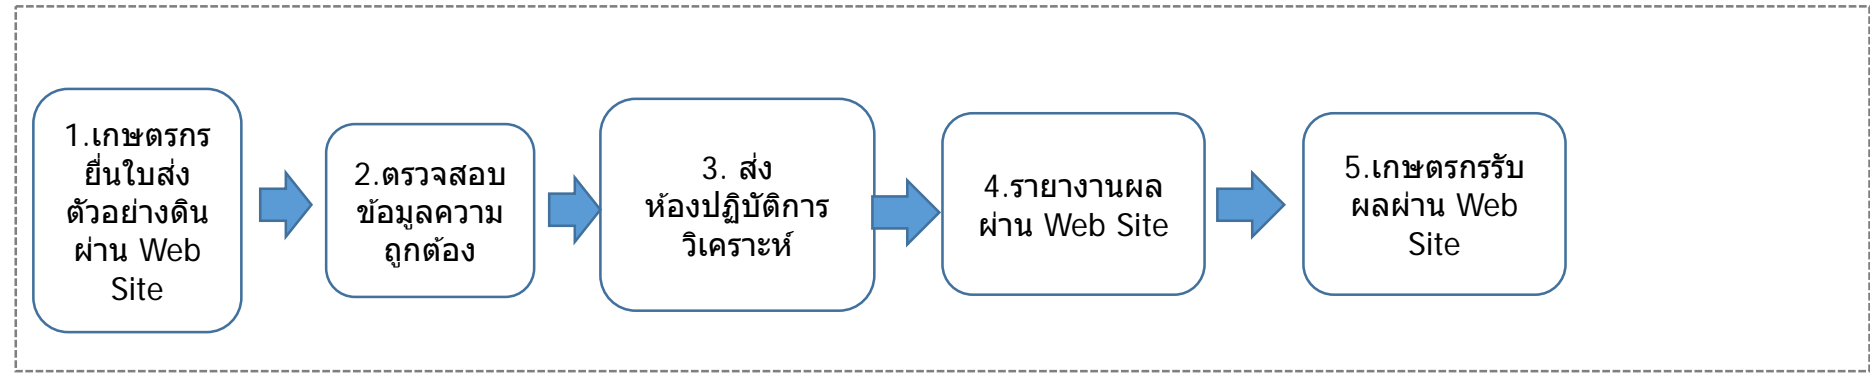 1.เกษตรกร
ยื่นใบส่ง
ตัวอย่างดิน
ผ่าน Web
Site
2.ตรวจสอบ
ข้อมูลความ
ถูกต้อง
3. ส่ง
ห้องปฏิบัติการ
วิเคราะห์
4.รายางานผล
ผ่าน Web Site
5.เกษตรกรรับ
ผลผ่าน Web
Site